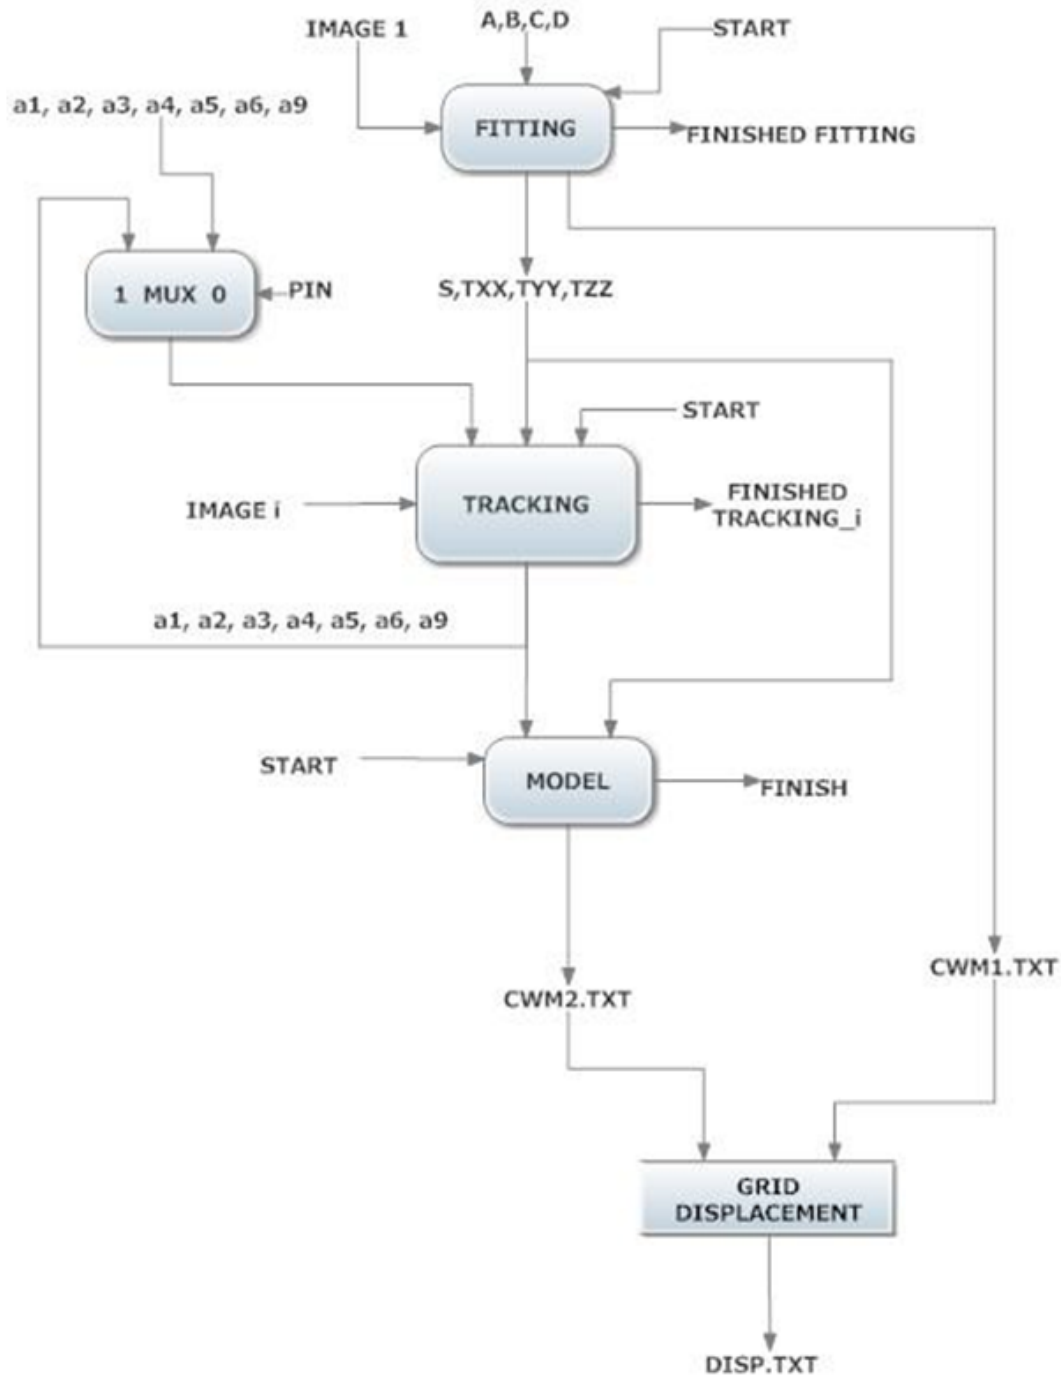 IMAGE 1
A,B,C,D
START
a1, a2, a3, a4, a5, a6, a9
FITTING
FINISHED FITTING
1 MUX 0
PIN
S,TXX,TYY,TZZ
START
IMAGE i
TRACKING
FINISHED
TRACKING_i
a1, a2, a3, a4, a5, a6, a9
START
MODEL
FINISH
CWM1.TXT
CWM2.TXT
GRID
DISPLACEMENT
DISP.TXT